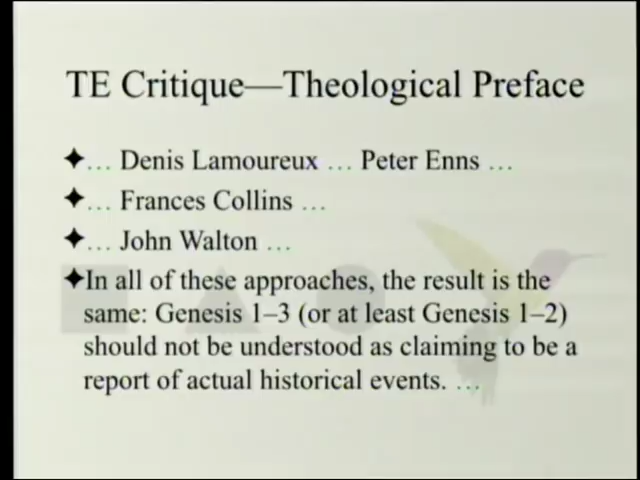 TE Critique—Theological Preface
… Denis Lamoureux … Peter Enns …
… Frances Collins …
… John Walton …
In all of these approaches, the result is the
same: Genesis 1–3 (or at least Genesis 1–2)
should not be understood as claiming to be a
report of actual historical events. …